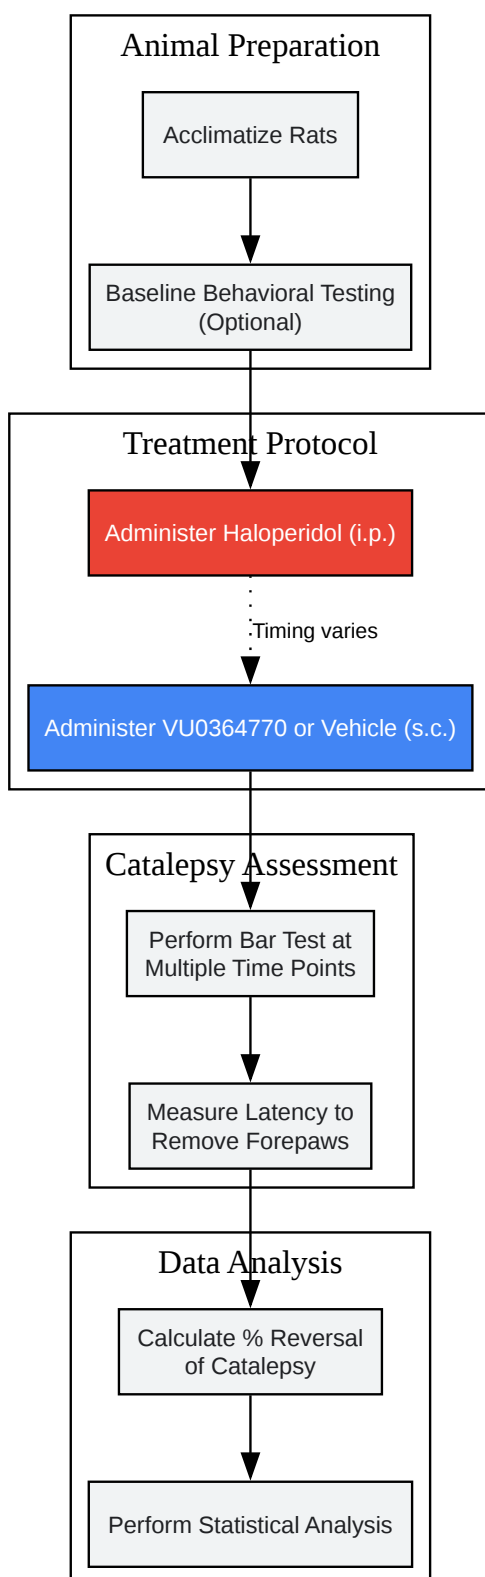 Animal Preparation
Acclimatize Rats
Baseline Behavioral Testing
(Optional)
Treatment Protocol
Administer Haloperidol (i.p.)
Timing varies
Administer VU0364770 or Vehicle (s.c.)
Catalepsy Assessment
Perform Bar Test at
Multiple Time Points
Measure Latency to
Remove Forepaws
Data Analysis
Calculate % Reversal
of Catalepsy
Perform Statistical Analysis